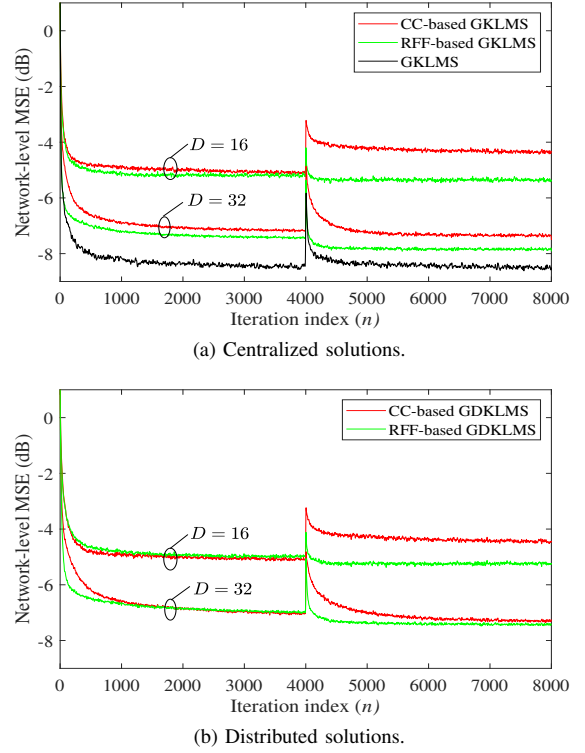 CC-based GKLMS
RFF-based GKLMS
GKLMS
Network-level MSE (dB)
0
-2
-4
-6
-8
D = 16
D = 32
0 1000 2000 3000 4000 5000 6000 7000 8000
Iteration index (n)
(a) Centralized solutions.
CC-based GDKLMS
RFF-based GDKLMS
Network-level MSE (dB)
0
-2
-4
-6
-8
D = 16
D = 32
0 1000 2000 3000 4000 5000 6000 7000 8000
Iteration index (n)
(b) Distributed solutions.